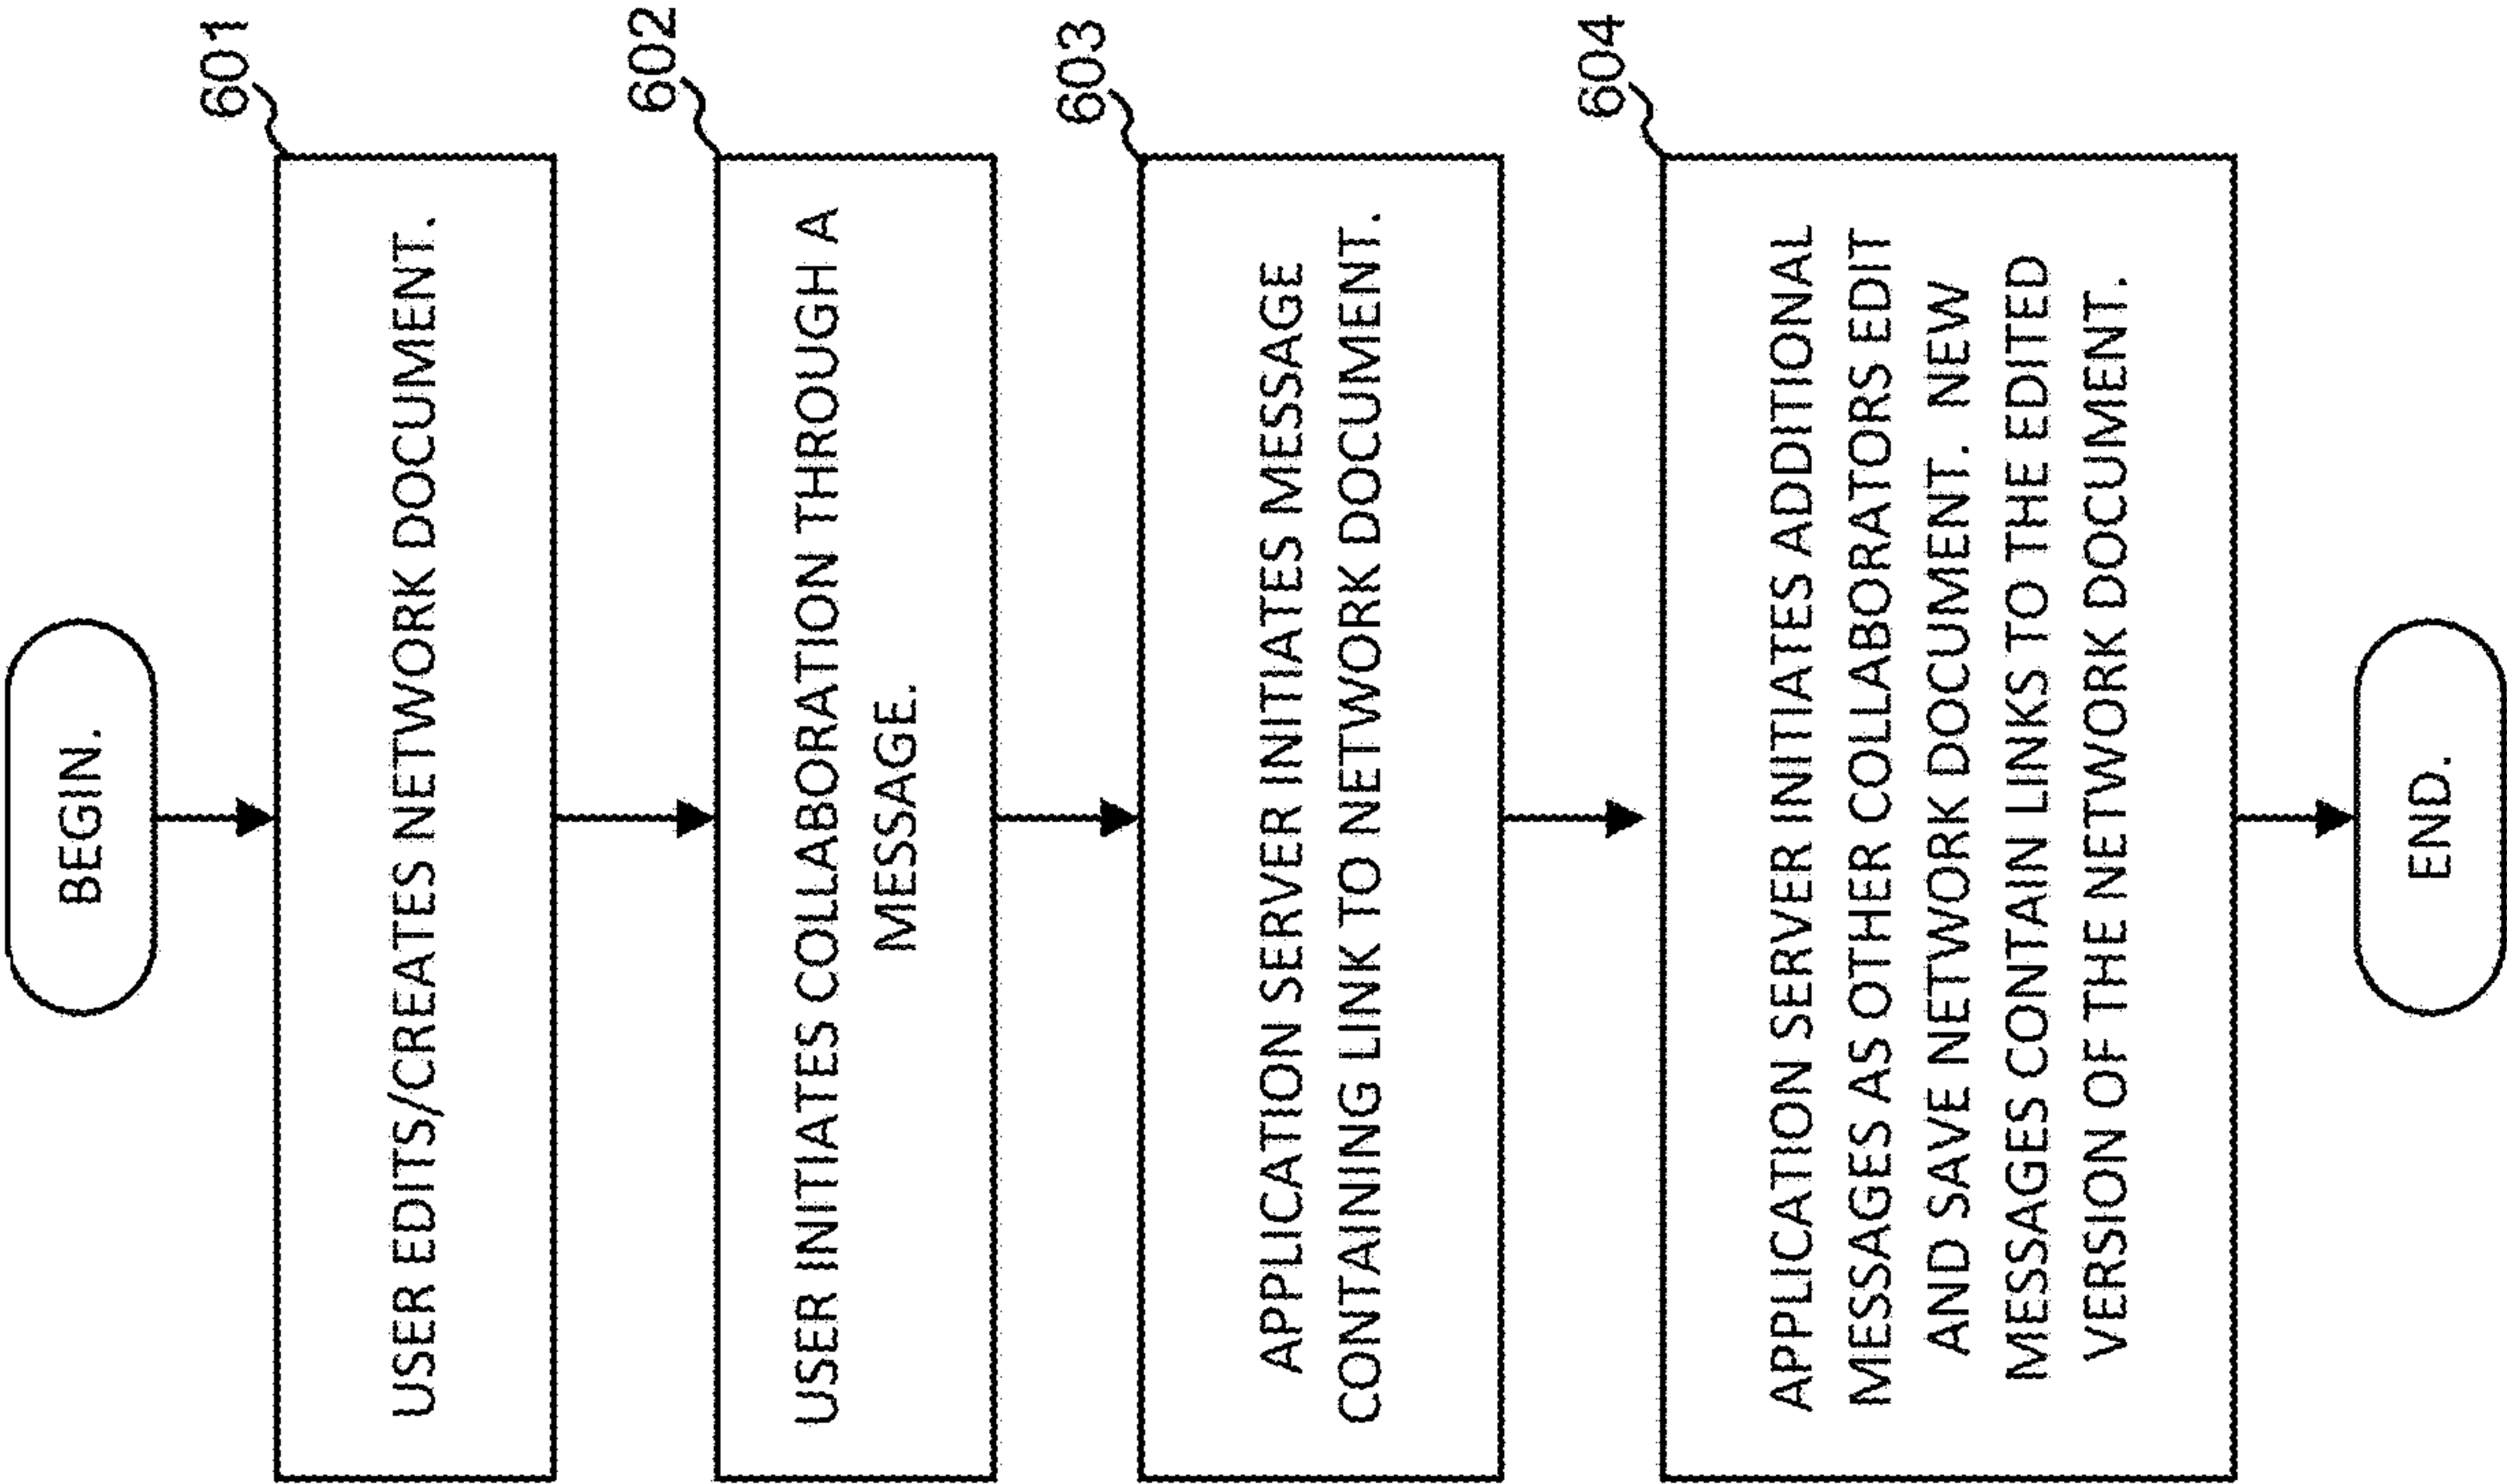 BEGIN.
601
USER EDITS/CREATES NETWORK DOCUMENT.
602
USER INITIATES COLLABORATION THROUGH A
MESSAGE.
603
APPLICATION SERVER INITIATES MESSAGE
CONTAINING LINK TO NETWORK DOCUMENT.
604
APPLICATION SERVER INITIATES ADDITIONAL
MESSAGES AS OTHER COLLABORATORS EDIT
AND SAVE NETWORK DOCUMENT. NEW
MESSAGES CONTAIN LINKS TO THE EDITED
VERSION OF THE NETWORK DOCUMENT.
END.